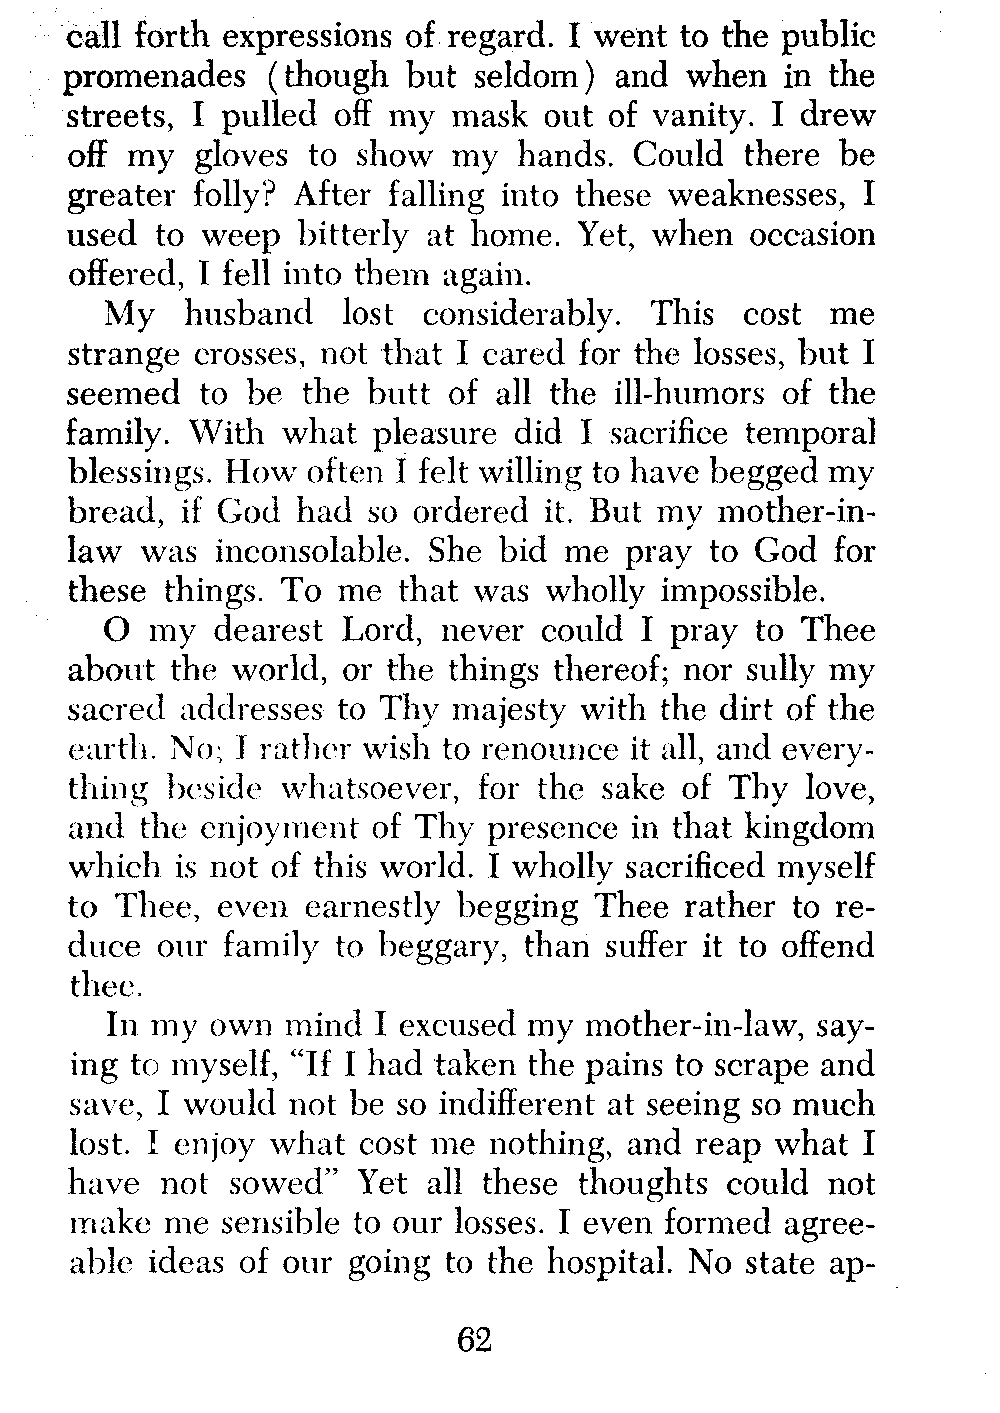 call forth expressions of regard. I went to the public
promenades (though but seldom) and when in the
streets, I pulled off my mask out of vanity. I drew
off my gloves to show my hands. Could there be
greater folly? After falling into these weaknesses, I
used to weep bitterly at home. Yet, when occasion
offered, I fell into them again.
My husband lost considerably. This cost me
strange crosses, not that I cared for the losses, but I
seemed to be the butt of all the ill-humors of the
family. With what pleasure did I sacrifice temporal
blessings. How often I felt willing to have begged my
bread, if God had so ordered it. But my mother-in-
law was inconsolable. She bid me pray to God for
these things. To me that was wholly impossible.
O my dearest Lord, never could I pray to Thee
about the world, or the things thereof; nor sully my
sacred addresses to Thy majesty with the dirt of the
earth. No; I rather wish to renounce it all, and every-
thing beside whatsoever, for the sake of Thy love,
and the enjoyment of Thy presence in that kingdom
which is not of this world. I wholly sacrificed myself
to Thee, even earnestly begging Thee rather to re-
duce our family to beggary, than suffer it to offend
thee.
In my own mind I excused my mother-in-law, say-
ing to myself, “If I had taken the pains to scrape and
save, I would not be so indifferent at seeing so much
lost. I enjoy what cost me nothing, and reap what I
have not sowed” Yet all these thoughts could not
make me sensible to our losses. I even formed agree-
able ideas of our going to the hospital. No state ap-
62